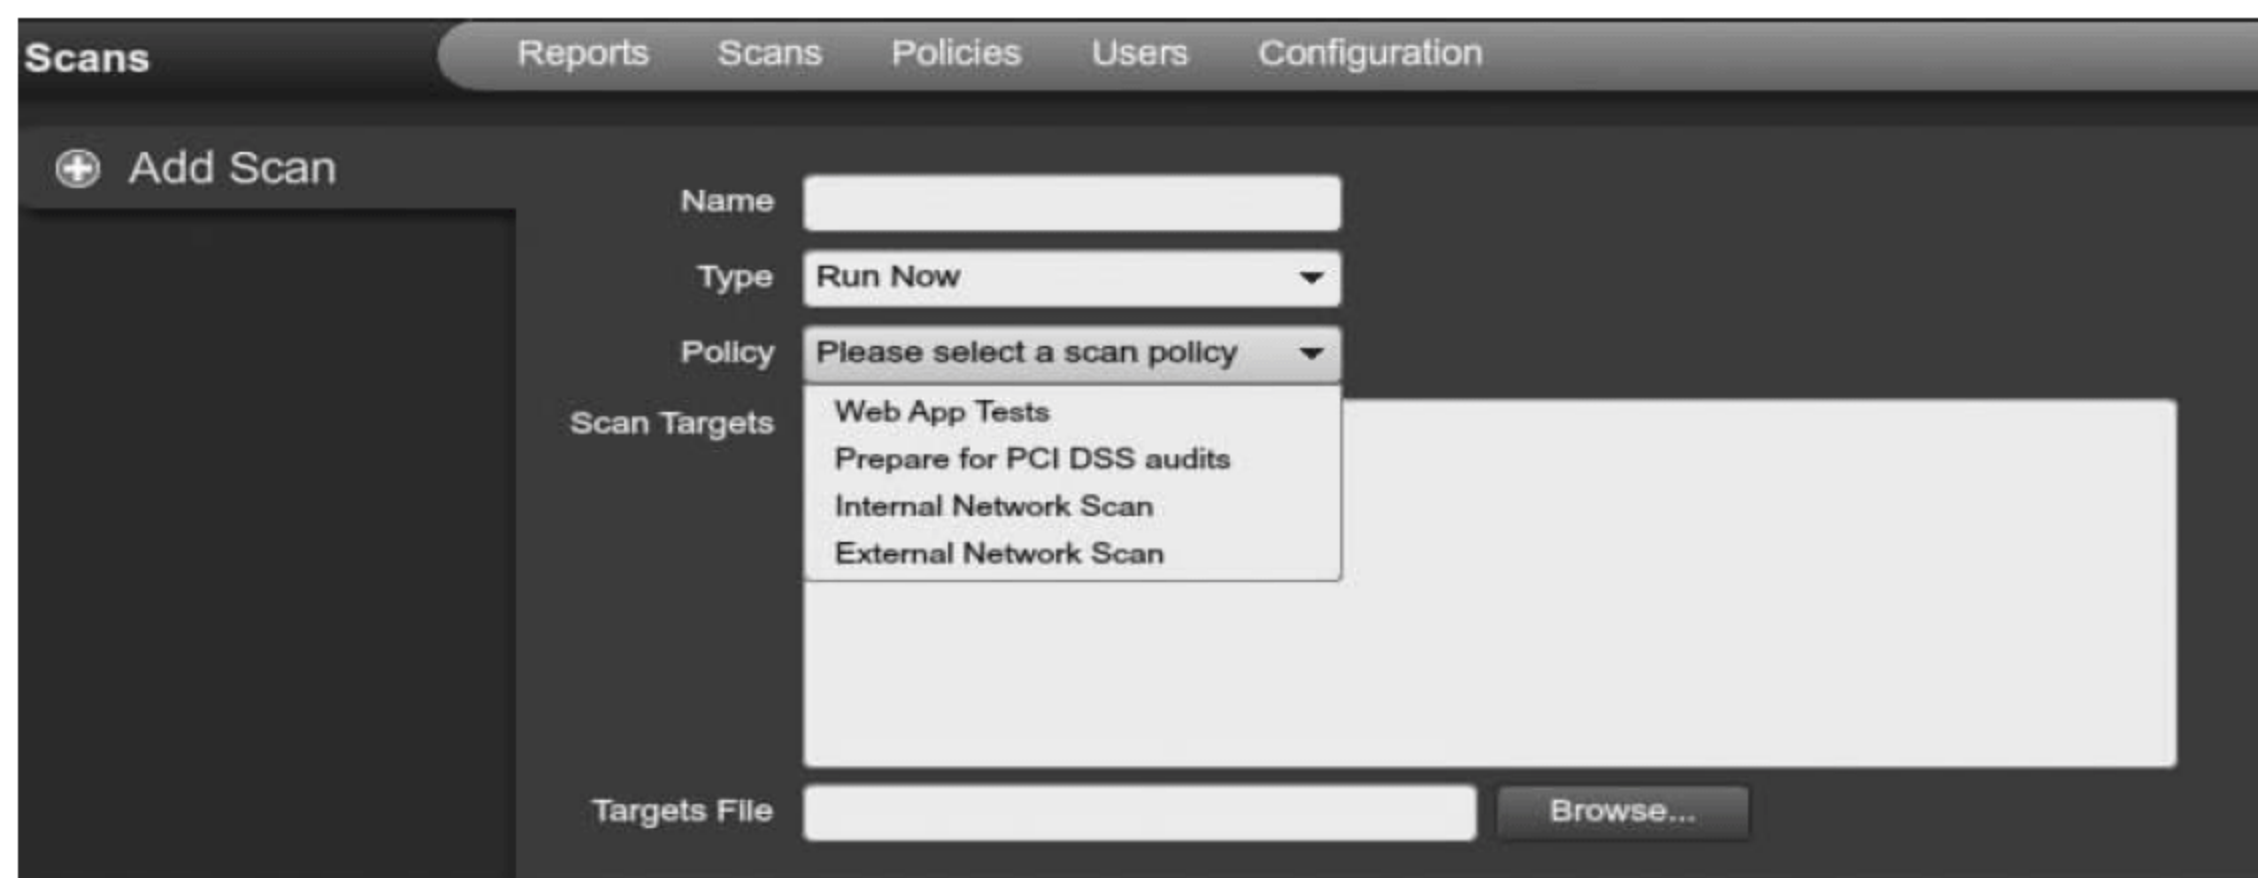 Scans Reports Scans Policies Users Configuration
Add Scan
Name
Type Run Now
Policy Please select a scan policy
Scan Targets
Web App Tests
Prepare for PCI DSS audits
Internal Network Scan
External Network Scan
Targets File Browse...